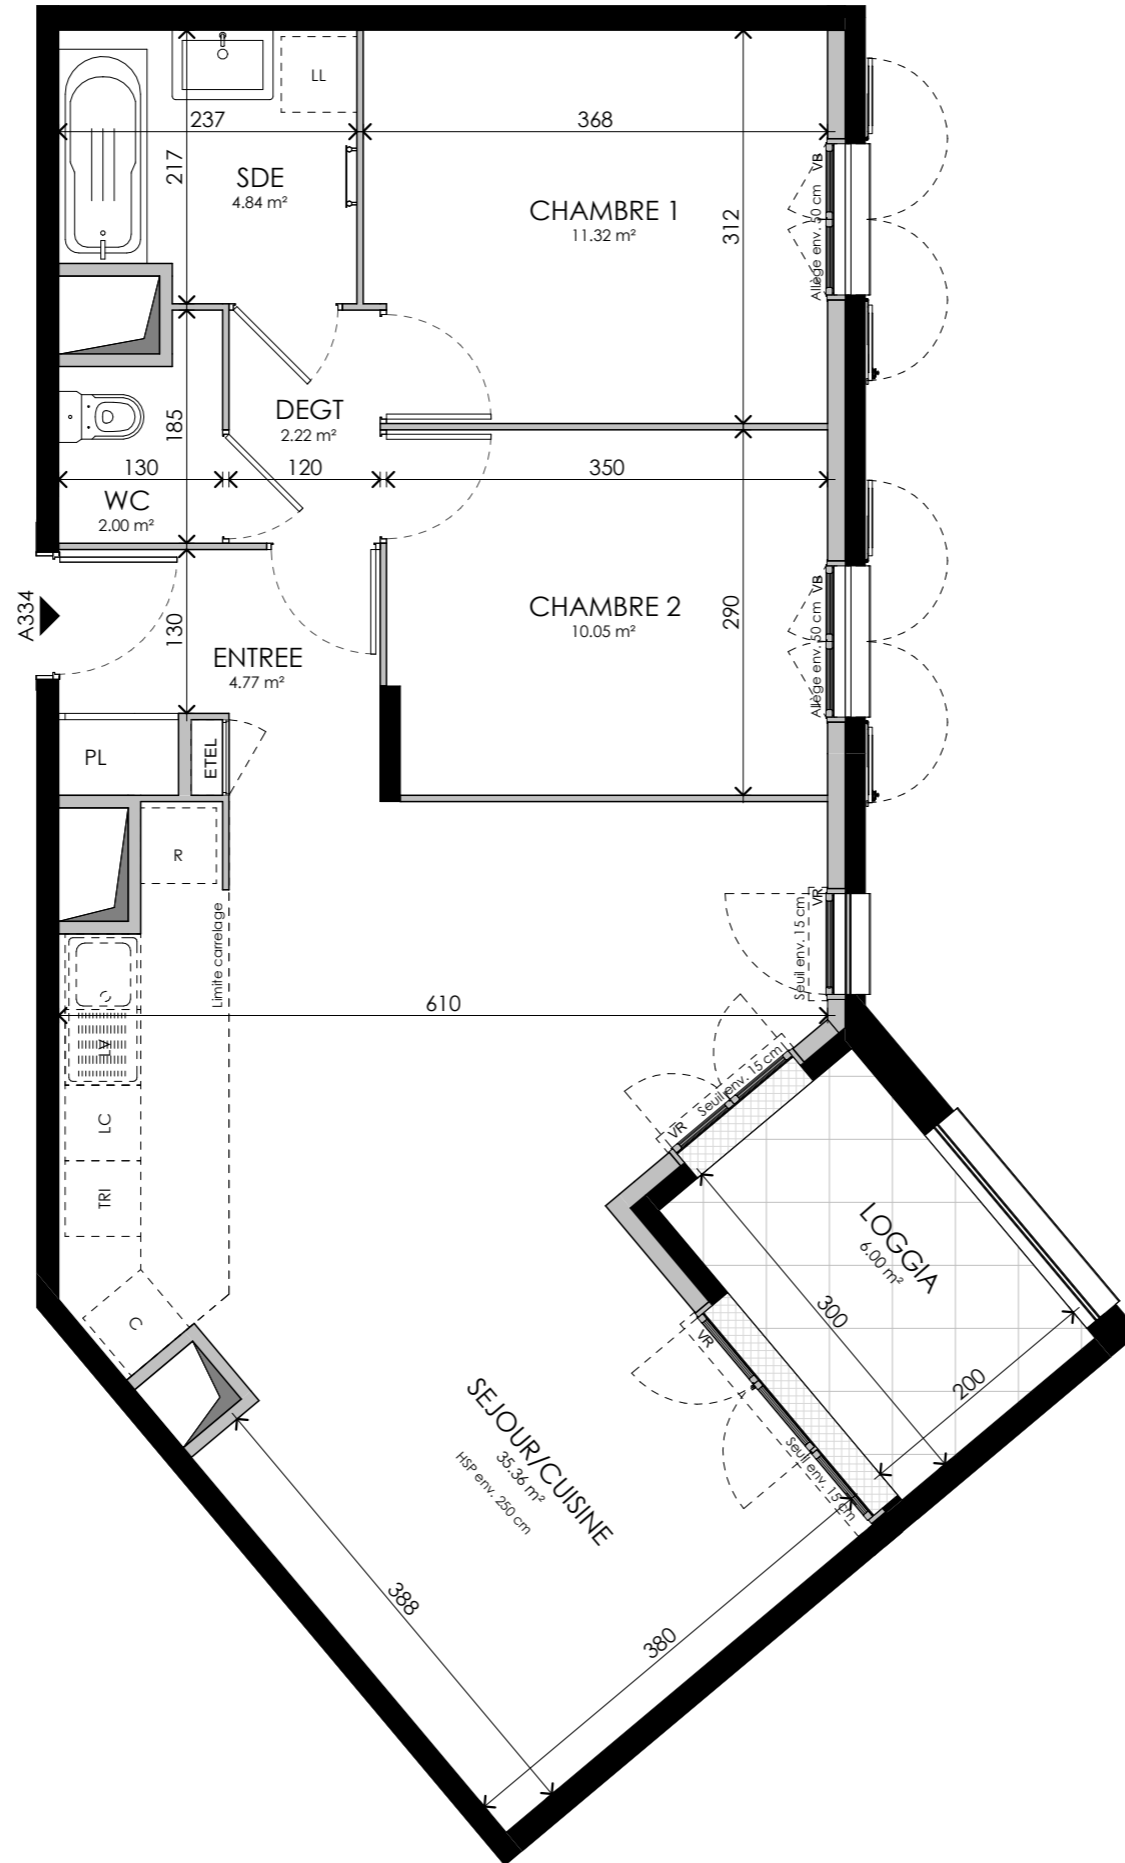 LL
237
368
217
SDE
4.84 m²
CHAMBRE 1
11.32 m²
312
VB
Allège env. 50 cm
DEGT
2.22 m²
185
130
120
350
WC
2.00 m²
A334
130
ENTREE
4.77 m²
CHAMBRE 2
10.05 m²
290
VB
Allège env. 50 cm
PL
ETEL
R
Limite carrelage
VR
Seuil env. 15 cm
610
LV
LC
TRI
C
VR
Seuil env. 15 cm
LOGGIA
6.00 m²
300
200
VR
Seuil env. 15 cm
SEJOUR/CUISINE
35.36 m²
HSP env. 250 cm
388
380